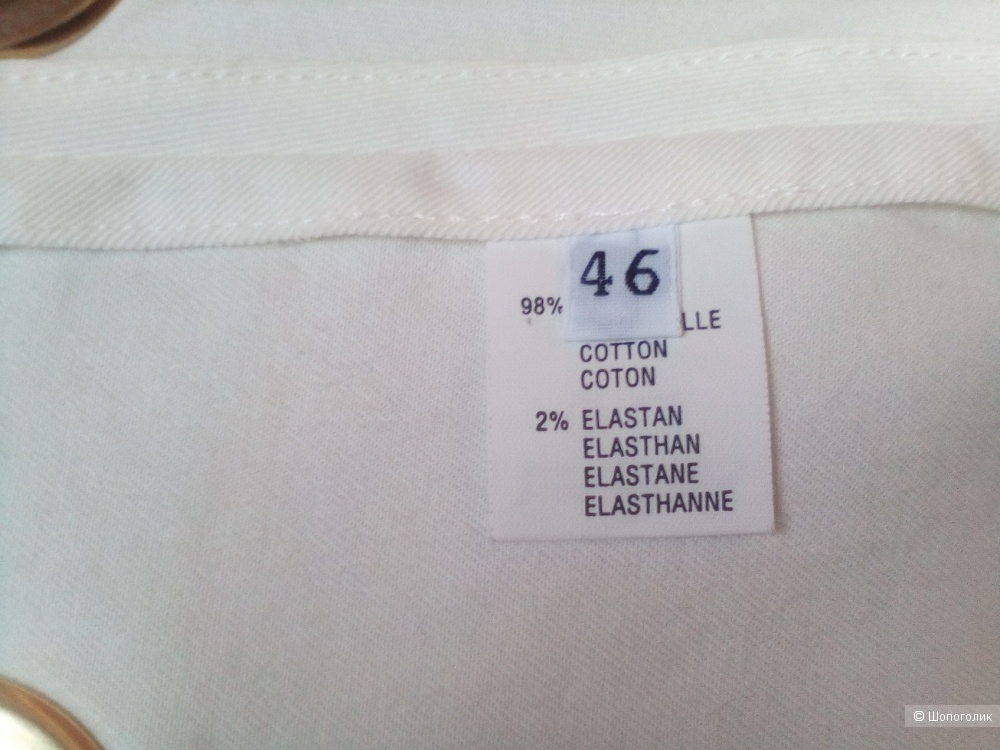 46
98%
LLE
COTTON
COTON
2% ELASTAN
ELASTHAN
ELASTANE
ELASTHANNE
© Шопоголик